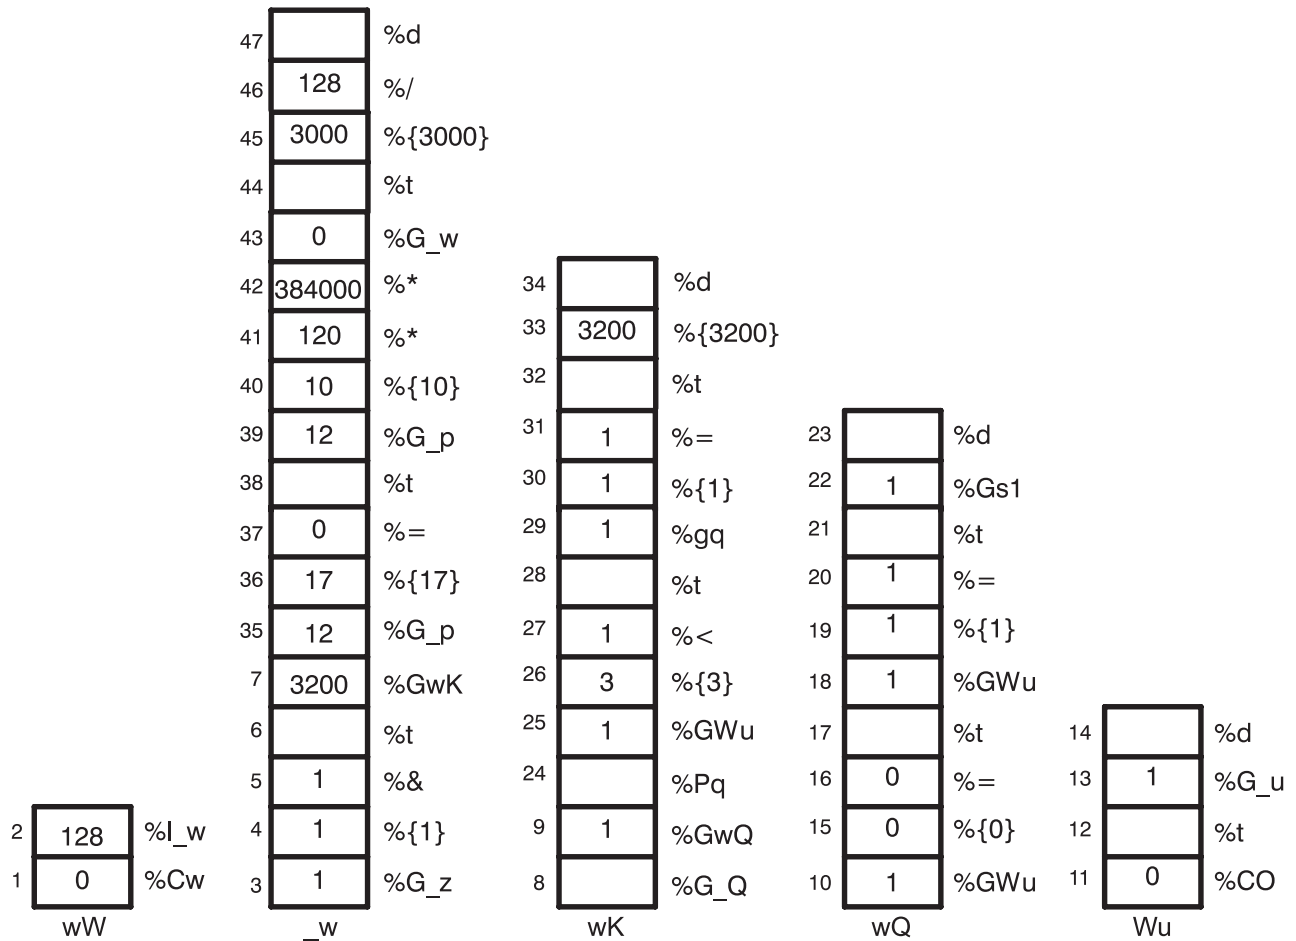 47 %d
46 128 %/
45 3000 %{3000}
44 %t
43 0 %G_w
42 384000 %*
41 120 %*
40 10 %{10}
39 12 %G_p
38 %t
37 0 %=
36 17 %{17}
35 12 %G_p
7 3200 %GwK
6 %t
5 1 %&
4 1 %{1}
3 1 %G_z
_w
2 128 %I_w
1 0 %Cw
wW
34 %d
33 3200 %{3200}
32 %t
31 1 %=
30 1 %{1}
29 1 %gq
28 %t
27 1 %<
26 3 %{3}
25 1 %GWu
24 %Pq
9 1 %GwQ
8 %G_Q
wK
23 %d
22 1 %Gs1
21 %t
20 1 %=
19 1 %{1}
18 1 %GWu
17 %t
16 0 %=
15 0 %{0}
10 1 %GWu
wQ
14 %d
13 1 %G_u
12 %t
11 0 %CO
Wu